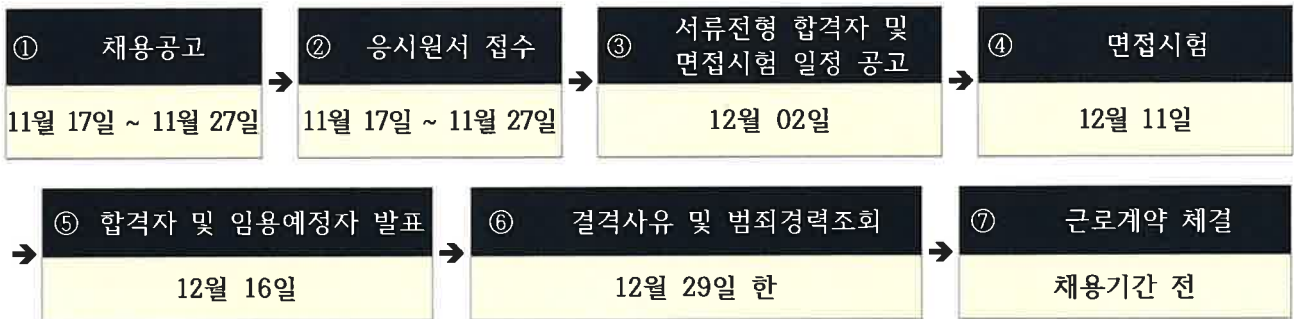 ① 채용공고
11월 17일 ~ 11월 27일
② 응시원서 접수
11월 17일 ~ 11월 27일
③ 서류전형 합격자 및
면접시험 일정 공고
12월 02일
④ 면접시험
12월 11일
⑤ 합격자 및 임용예정자 발표
12월 16일
⑥ 결격사유 및 범죄경력조회
12월 29일 한
⑦ 근로계약 체결
채용기간 전